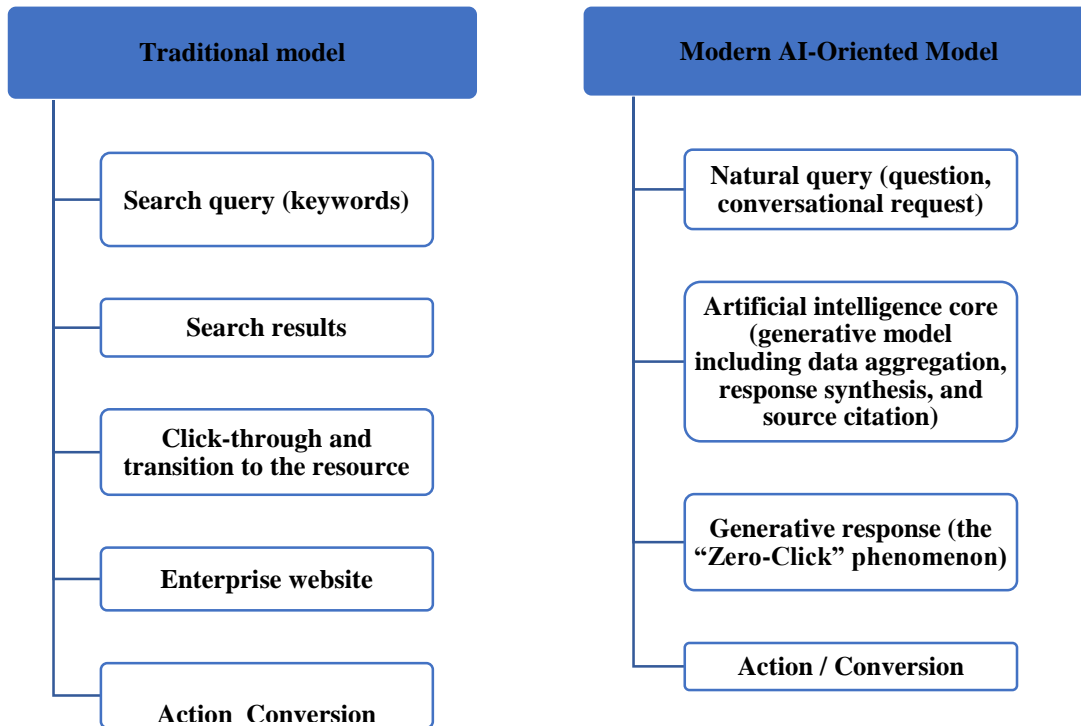 Traditional model
Search query (keywords)
Search results
Click-through and
transition to the resource
Enterprise website
Action Conversion
Modern AI-Oriented Model
Natural query (question,
conversational request)
Artificial intelligence core
(generative model
including data aggregation,
response synthesis, and
source citation)
Generative response (the
“Zero-Click” phenomenon)
Action / Conversion